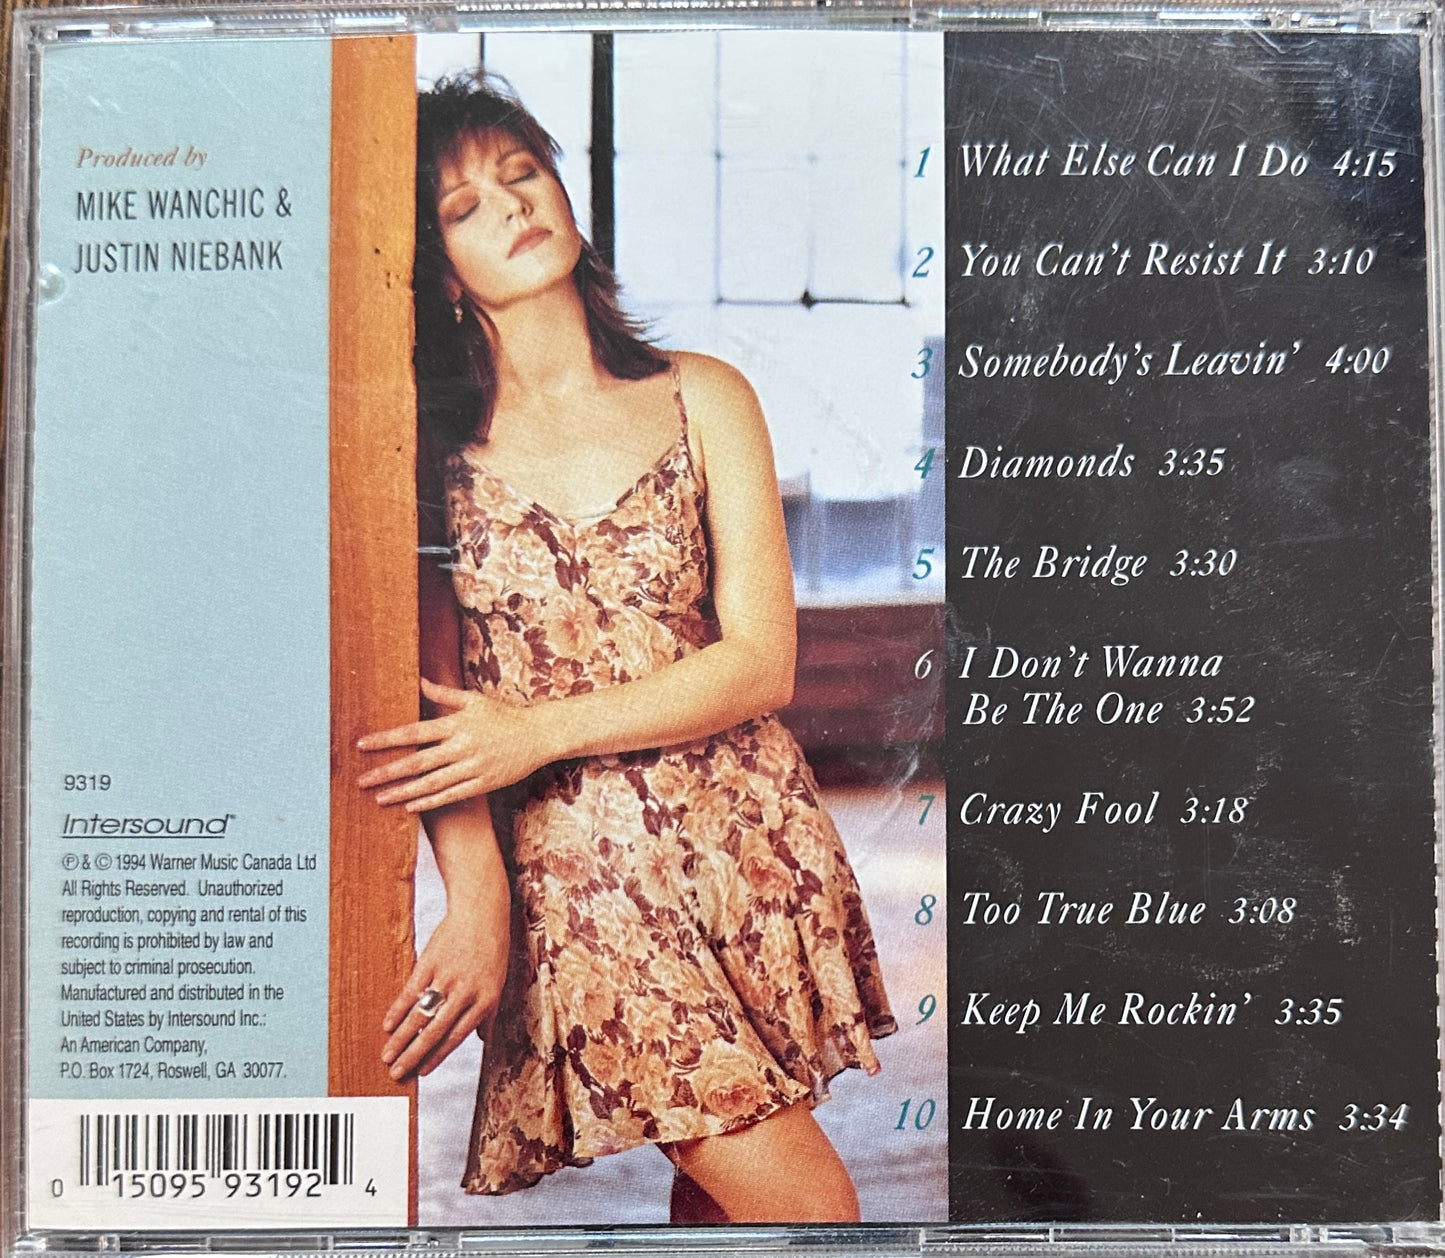 Produced by
MIKE WANCHIC &
JUSTIN NIEBANK
9319
Intersound
℗ & © 1994 Warner Music Canada Ltd
All Rights Reserved. Unauthorized
reproduction, copying and rental of this
recording is prohibited by law and
subject to criminal prosecution.
Manufactured and distributed in the
United States by Intersound Inc.:
An American Company,
P.O. Box 1724, Roswell, GA 30077.
0 15095 93192 4
1 What Else Can I Do 4:15
2 You Can't Resist It 3:10
3 Somebody's Leavin' 4:00
4 Diamonds 3:35
5 The Bridge 3:30
6 I Don't Wanna
Be The One 3:52
7 Crazy Fool 3:18
8 Too True Blue 3:08
9 Keep Me Rockin' 3:35
10 Home In Your Arms 3:34